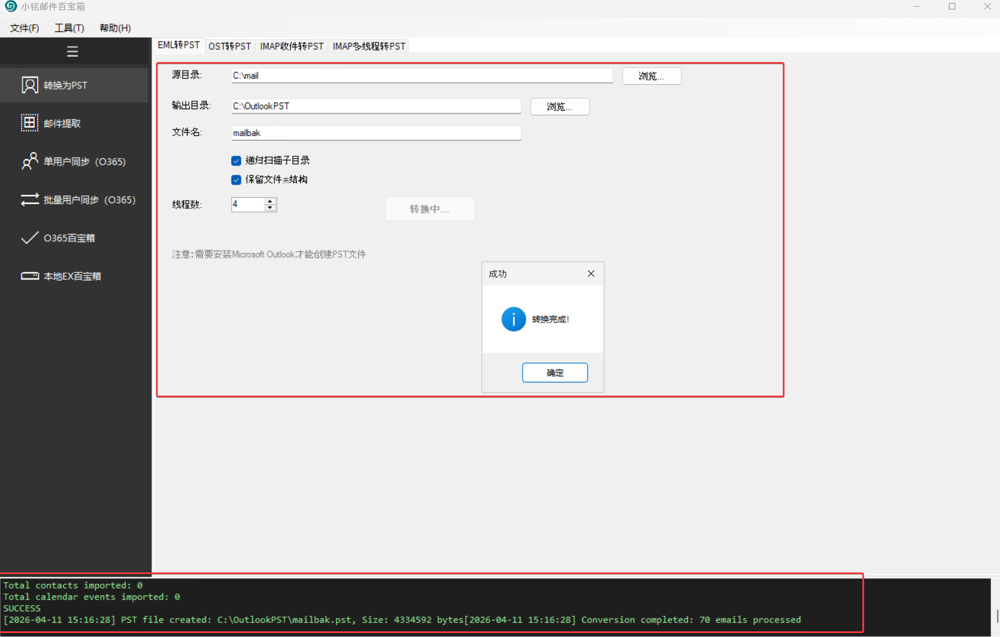 小铭邮件百宝箱
文件(F) 工具(T) 帮助(H)
EML转PST OST转PST IMAP收件转PST IMAP多线程转PST
转换为PST
邮件提取
单用户同步（O365）
批量用户同步（O365）
O365百宝箱
本地EX百宝箱
源目录: C:\mail 浏览...
输出目录: C:\OutlookPST 浏览...
文件名: mailbak
递归扫描子目录
保留文件夹结构
线程数: 4 转换中...
注意:需要安装Microsoft Outlook才能创建PST文件
成功
转换完成!
确定
Total contacts imported: 0
Total calendar events imported: 0
SUCCESS
[2026-04-11 15:16:28] PST file created: C:\OutlookPST\mailbak.pst, Size: 4334592 bytes[2026-04-11 15:16:28] Conversion completed: 70 emails processed